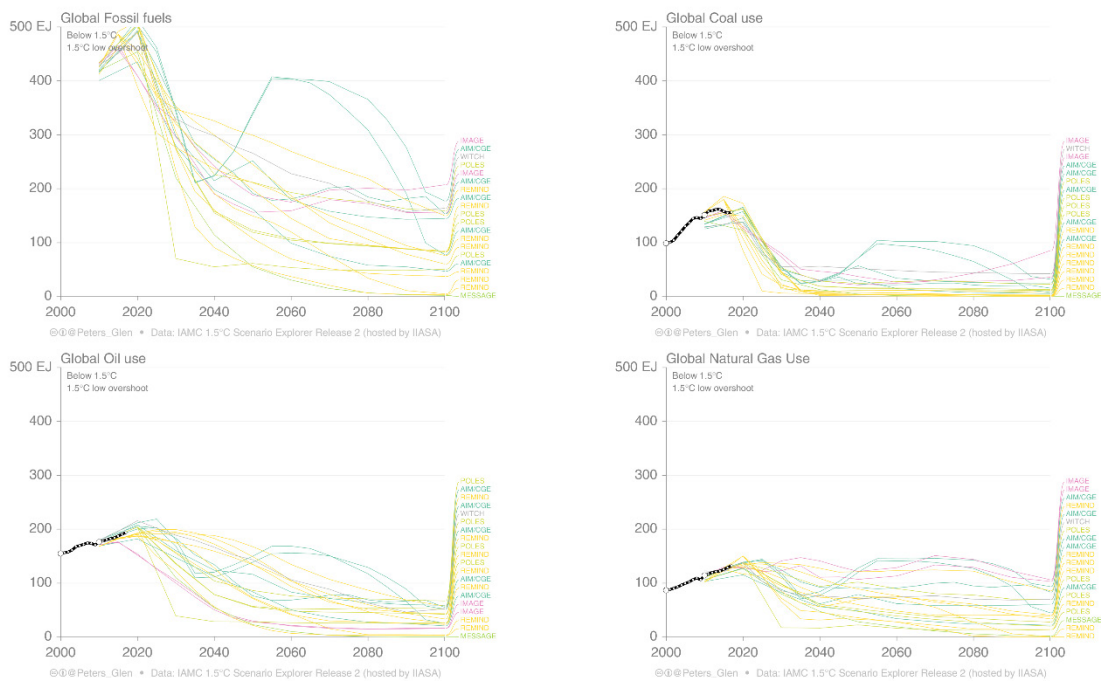 Global Fossil fuels
500 EJ
Below 1.5°C
1.5°C low overshoot
400
300
200
100
0
2000 2020 2040 2060 2080 2100
IMAGE
AIM/CGE
WITCH
POLES
IMAGE
AIM/CGE
REMIND
AIM/CGE
REMIND
POLES
POLES
AIM/CGE
REMIND
REMIND
POLES
AIM/CGE
REMIND
REMIND
REMIND
MESSAGE
@Peters_Glen • Data: IAMC 1.5°C Scenario Explorer Release 2 (hosted by IIASA)
Global Coal use
500 EJ
Below 1.5°C
1.5°C low overshoot
400
300
200
100
0
2000 2020 2040 2060 2080 2100
IMAGE
WITCH
IMAGE
AIM/CGE
AIM/CGE
POLES
AIM/CGE
POLES
POLES
POLES
REMIND
AIM/CGE
REMIND
REMIND
REMIND
REMIND
REMIND
REMIND
REMIND
MESSAGE
@Peters_Glen • Data: IAMC 1.5°C Scenario Explorer Release 2 (hosted by IIASA)
Global Oil use
500 EJ
Below 1.5°C
1.5°C low overshoot
400
300
200
100
0
2000 2020 2040 2060 2080 2100
POLES
AIM/CGE
REMIND
AIM/CGE
WITCH
POLES
AIM/CGE
REMIND
POLES
REMIND
POLES
REMIND
AIM/CGE
REMIND
AIM/CGE
IMAGE
IMAGE
REMIND
REMIND
MESSAGE
@Peters_Glen • Data: IAMC 1.5°C Scenario Explorer Release 2 (hosted by IIASA)
Global Natural Gas Use
500 EJ
Below 1.5°C
1.5°C low overshoot
400
300
200
100
0
2000 2020 2040 2060 2080 2100
IMAGE
IMAGE
AIM/CGE
REMIND
AIM/CGE
WITCH
POLES
AIM/CGE
POLES
REMIND
POLES
REMIND
POLES
AIM/CGE
REMIND
REMIND
POLES
MESSAGE
REMIND
REMIND
@Peters_Glen • Data: IAMC 1.5°C Scenario Explorer Release 2 (hosted by IIASA)